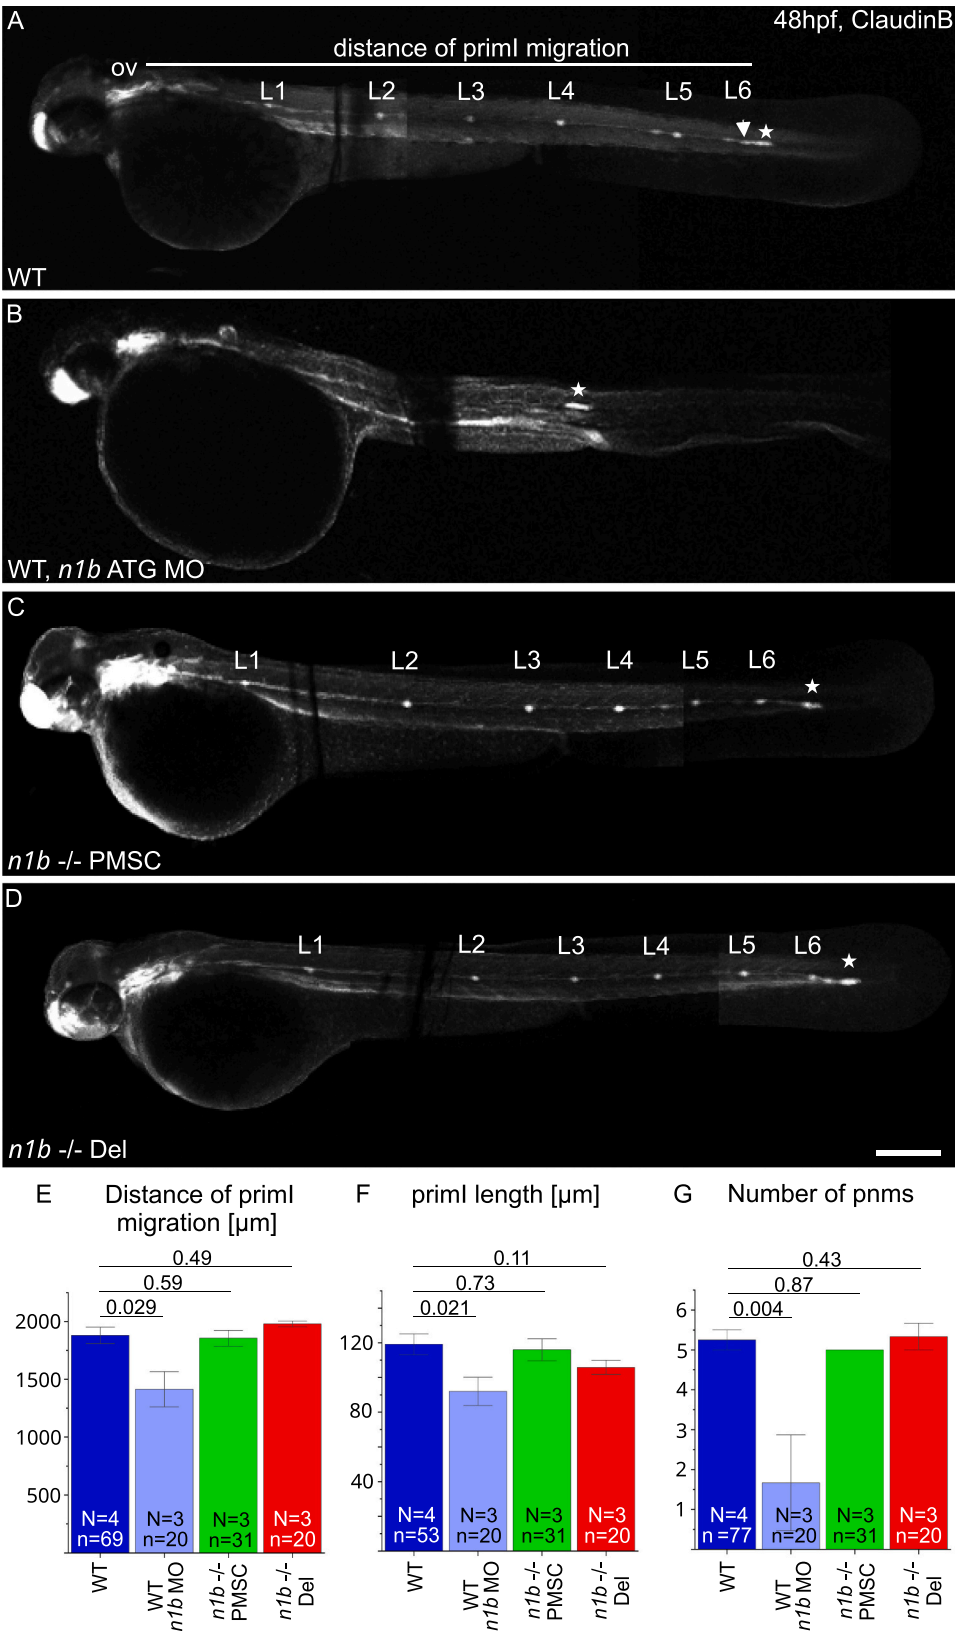 A
48hpf, ClaudinB
distance of primI migration
ov
L1 L2 L3 L4 L5 L6
WT
B
WT, n1b ATG MO
C
L1 L2 L3 L4 L5 L6
n1b -/- PMSC
D
L1 L2 L3 L4 L5 L6
n1b -/- Del
E Distance of primI
migration [µm]
0.49
0.59
0.029
2000
1500
1000
500
N=4 N=3 N=3 N=3
n=69 n=20 n=31 n=20
WT
WT
n1b MO
n1b -/-
PMSC
n1b -/-
Del
F primI length [µm]
0.11
0.73
0.021
120
80
40
N=4 N=3 N=3 N=3
n=53 n=20 n=31 n=20
WT
WT
n1b MO
n1b -/-
PMSC
n1b -/-
Del
G Number of pnms
0.43
0.87
0.004
6
5
4
3
2
1
N=4 N=3 N=3 N=3
n=77 n=20 n=31 n=20
WT
WT
n1b MO
n1b -/-
PMSC
n1b -/-
Del